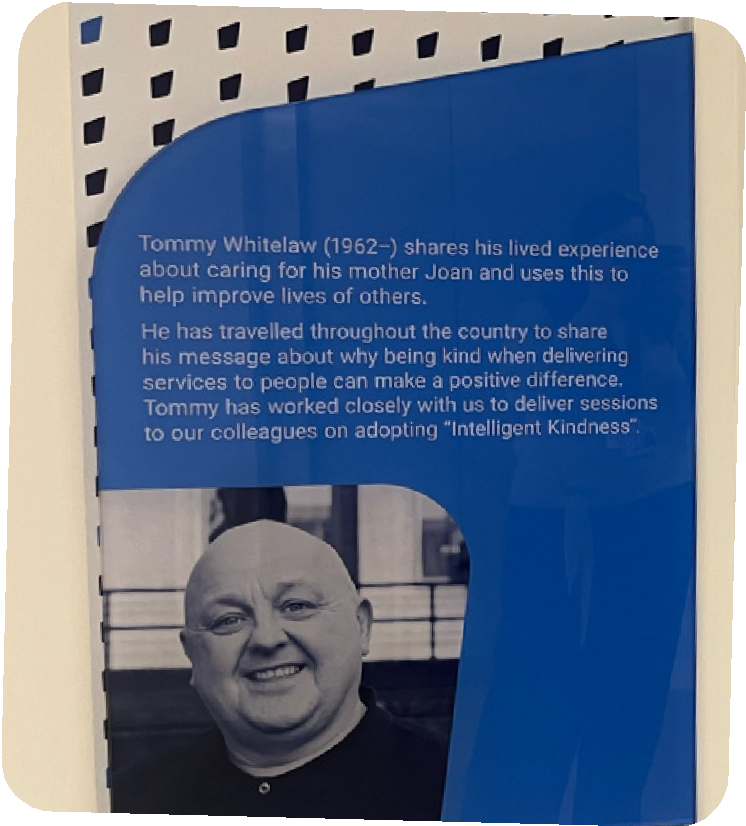 Tommy Whitelaw (1962–) shares his lived experience
about caring for his mother Joan and uses this to
help improve lives of others.
He has travelled throughout the country to share
his message about why being kind when delivering
services to people can make a positive difference.
Tommy has worked closely with us to deliver sessions
to our colleagues on adopting “Intelligent Kindness”.